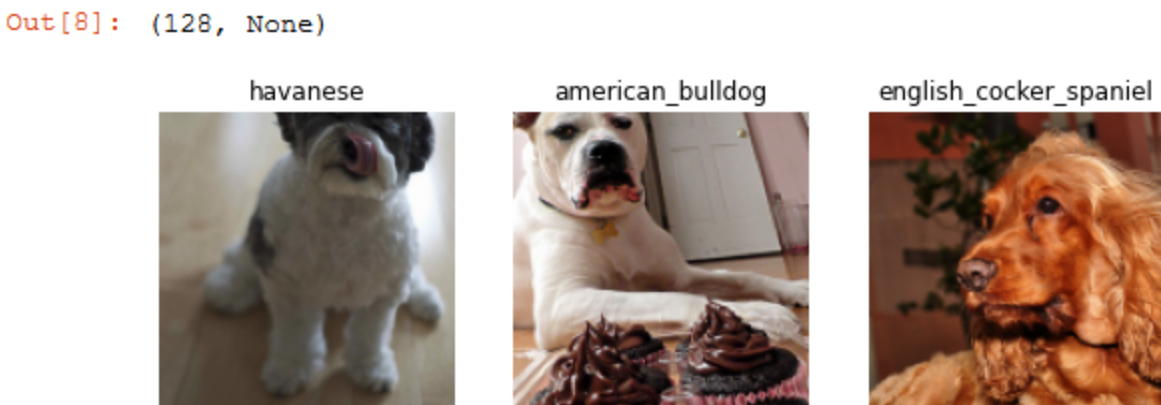 Out[8]: (128, None)
havanese
american_bulldog
english_cocker_spaniel